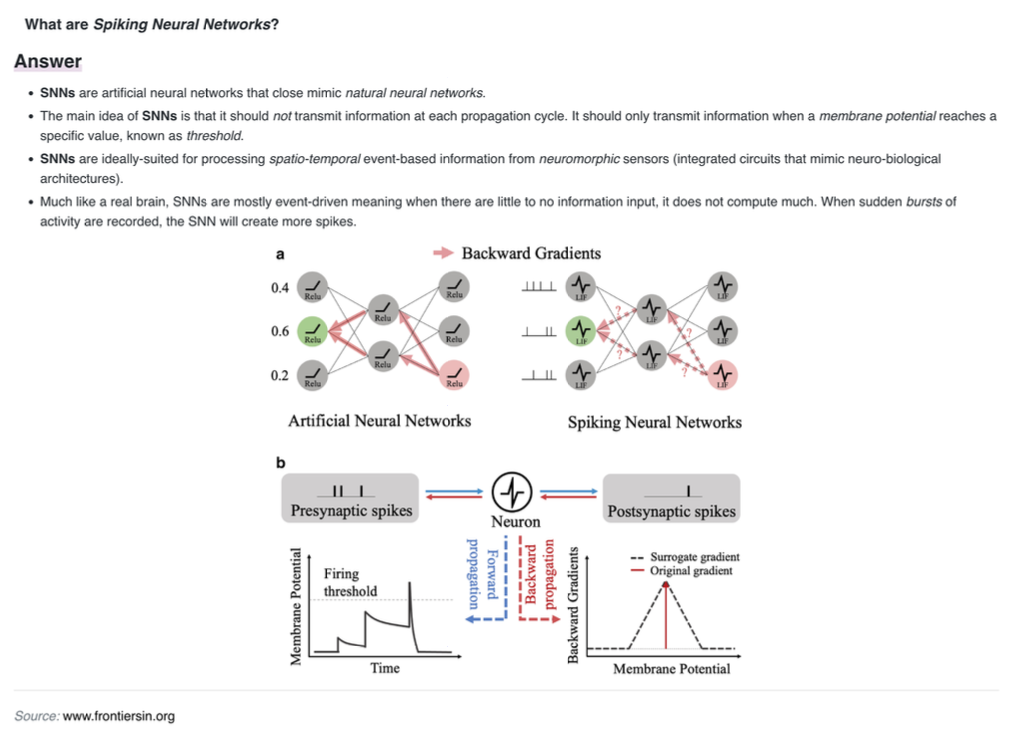 What are Spiking Neural Networks?
Answer
• SNNs are artificial neural networks that close mimic natural neural networks.
• The main idea of SNNs is that it should not transmit information at each propagation cycle. It should only transmit information when a membrane potential reaches a
specific value, known as threshold.
• SNNs are ideally-suited for processing spatio-temporal event-based information from neuromorphic sensors (integrated circuits that mimic neuro-biological
architectures).
• Much like a real brain, SNNs are mostly event-driven meaning when there are little to no information input, it does not compute much. When sudden bursts of
activity are recorded, the SNN will create more spikes.
a
Backward Gradients
0.4
Relu
Relu
Relu
0.6
Relu
Relu
Relu
0.2
Relu
Relu
LIF
LIF
LIF
?
?
LIF
LIF
?
?
LIF
LIF
LIF
Artificial Neural Networks
Spiking Neural Networks
b
Presynaptic spikes
Neuron
Postsynaptic spikes
Membrane Potential
Firing
threshold
Time
Forward
propagation
Backward
propagation
Backward Gradients
Surrogate gradient
Original gradient
Membrane Potential
Source: www.frontiersin.org